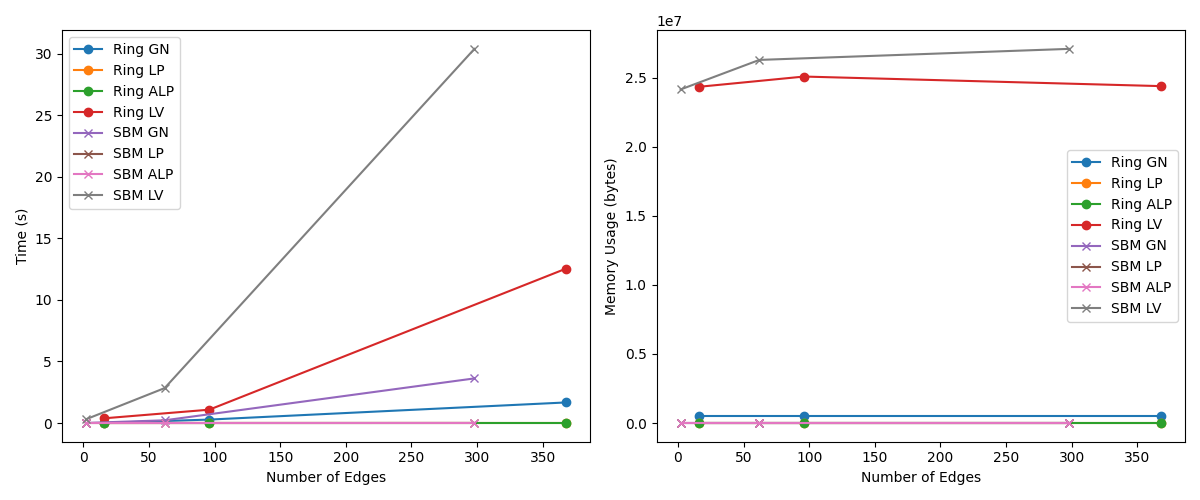 30
25
20
15
10
5
0
Time (s)
0 50 100 150 200 250 300 350
Number of Edges
Ring GN
Ring LP
Ring ALP
Ring LV
SBM GN
SBM LP
SBM ALP
SBM LV
1e7
2.5
2.0
1.5
1.0
0.5
0.0
Memory Usage (bytes)
0 50 100 150 200 250 300 350
Number of Edges
Ring GN
Ring LP
Ring ALP
Ring LV
SBM GN
SBM LP
SBM ALP
SBM LV